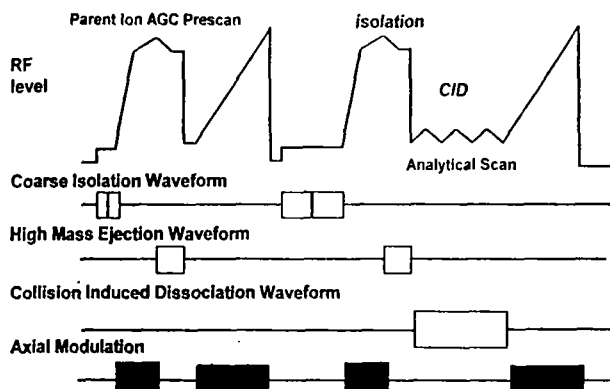 Parent Ion AGC Prescan
isolation
RF
level
CID
Analytical Scan
Coarse Isolation Waveform
High Mass Ejection Waveform
Collision Induced Dissociation Waveform
Axial Modulation